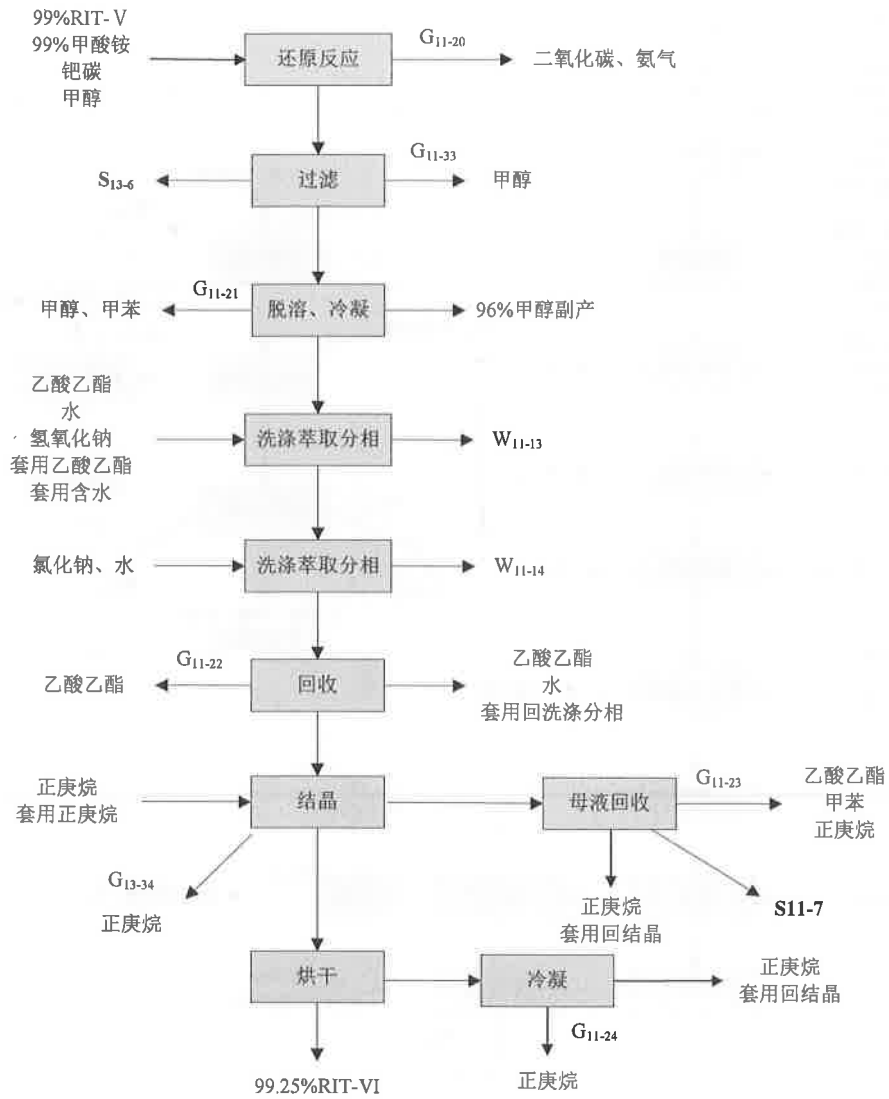 99%RIT-V
99%甲酸铵
钯碳
甲醇
还原反应
G11-20
二氧化碳、氨气
S13-6
过滤
G11-33
甲醇
甲醇、甲苯
G11-21
脱溶、冷凝
96%甲醇副产
乙酸乙酯
水
氢氧化钠
套用乙酸乙酯
套用含水
洗涤萃取分相
W11-13
氯化钠、水
洗涤萃取分相
W11-14
乙酸乙酯
G11-22
回收
乙酸乙酯
水
套用回洗涤分相
正庚烷
套用正庚烷
结晶
母液回收
G11-23
乙酸乙酯
甲苯
正庚烷
G13-34
正庚烷
正庚烷
套用回结晶
S11-7
烘干
冷凝
正庚烷
套用回结晶
G11-24
正庚烷
99.25%RIT-VI